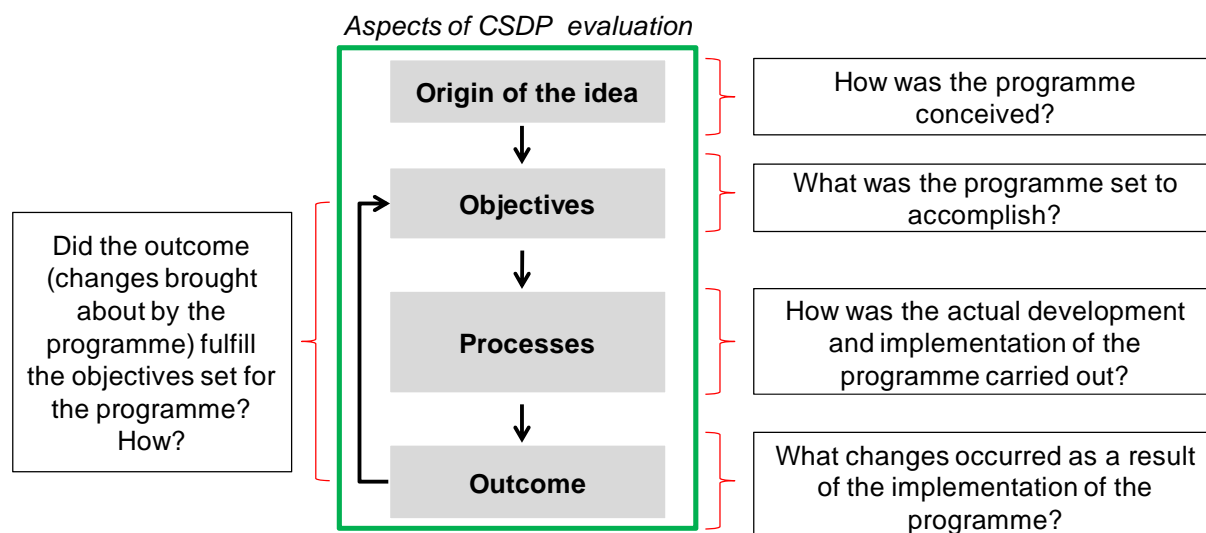 Aspects of CSDP evaluation
Origin of the idea
How was the programme
conceived?
Objectives
What was the programme set to
accomplish?
Did the outcome
(changes brought
about by the
programme) fulfill
the objectives set for
the programme?
How?
Processes
How was the actual development
and implementation of the
programme carried out?
Outcome
What changes occurred as a result
of the implementation of the
programme?